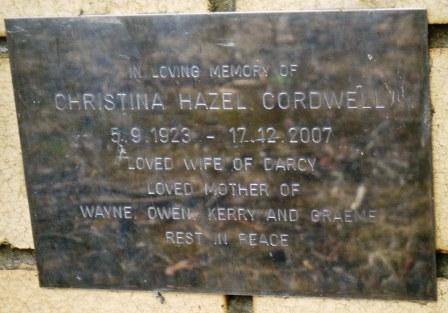 IN LOVING MEMORY OF
CHRISTINA HAZEL CORDWELL
5.9.1923 - 17.12.2007
LOVED WIFE OF DARCY
LOVED MOTHER OF
WAYNE, OWEN, KERRY AND GRAEME
REST IN PEACE